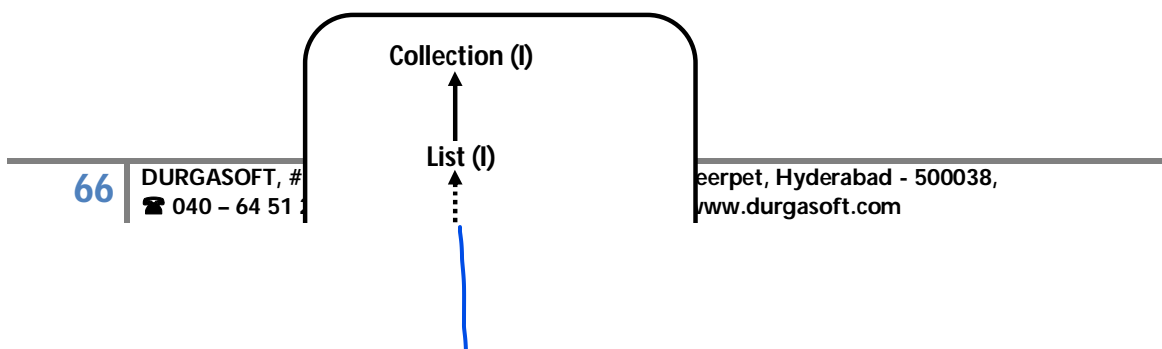 Collection (I)
List (I)
66
DURGASOFT, # eerpet, Hyderabad - 500038,
☎ 040 – 64 51 www.durgasoft.com